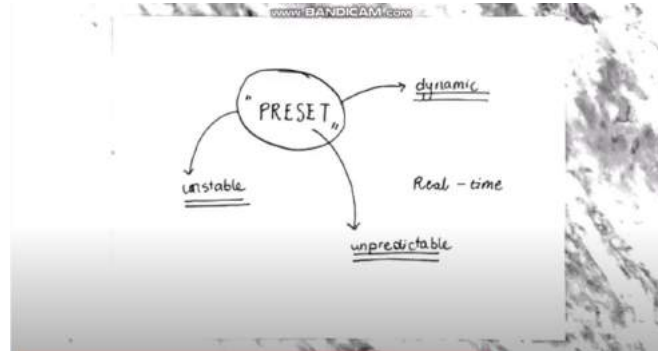 www.BANDICAM.com
dynamic
"PRESET"
unstable
Real-time
unpredictable